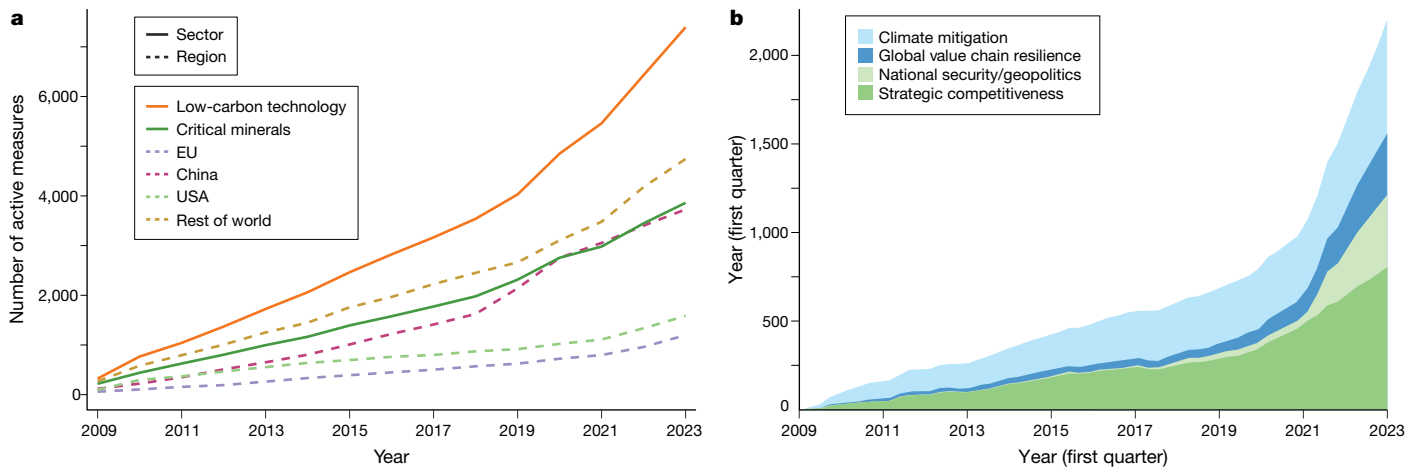 a
Sector
Region
Low-carbon technology
Critical minerals
EU
China
USA
Rest of world
Number of active measures
6,000
4,000
2,000
0
2009 2011 2013 2015 2017 2019 2021 2023
Year
b
Climate mitigation
Global value chain resilience
National security/geopolitics
Strategic competitiveness
Year (first quarter)
2,000
1,500
1,000
500
0
2009 2011 2013 2015 2017 2019 2021 2023
Year (first quarter)